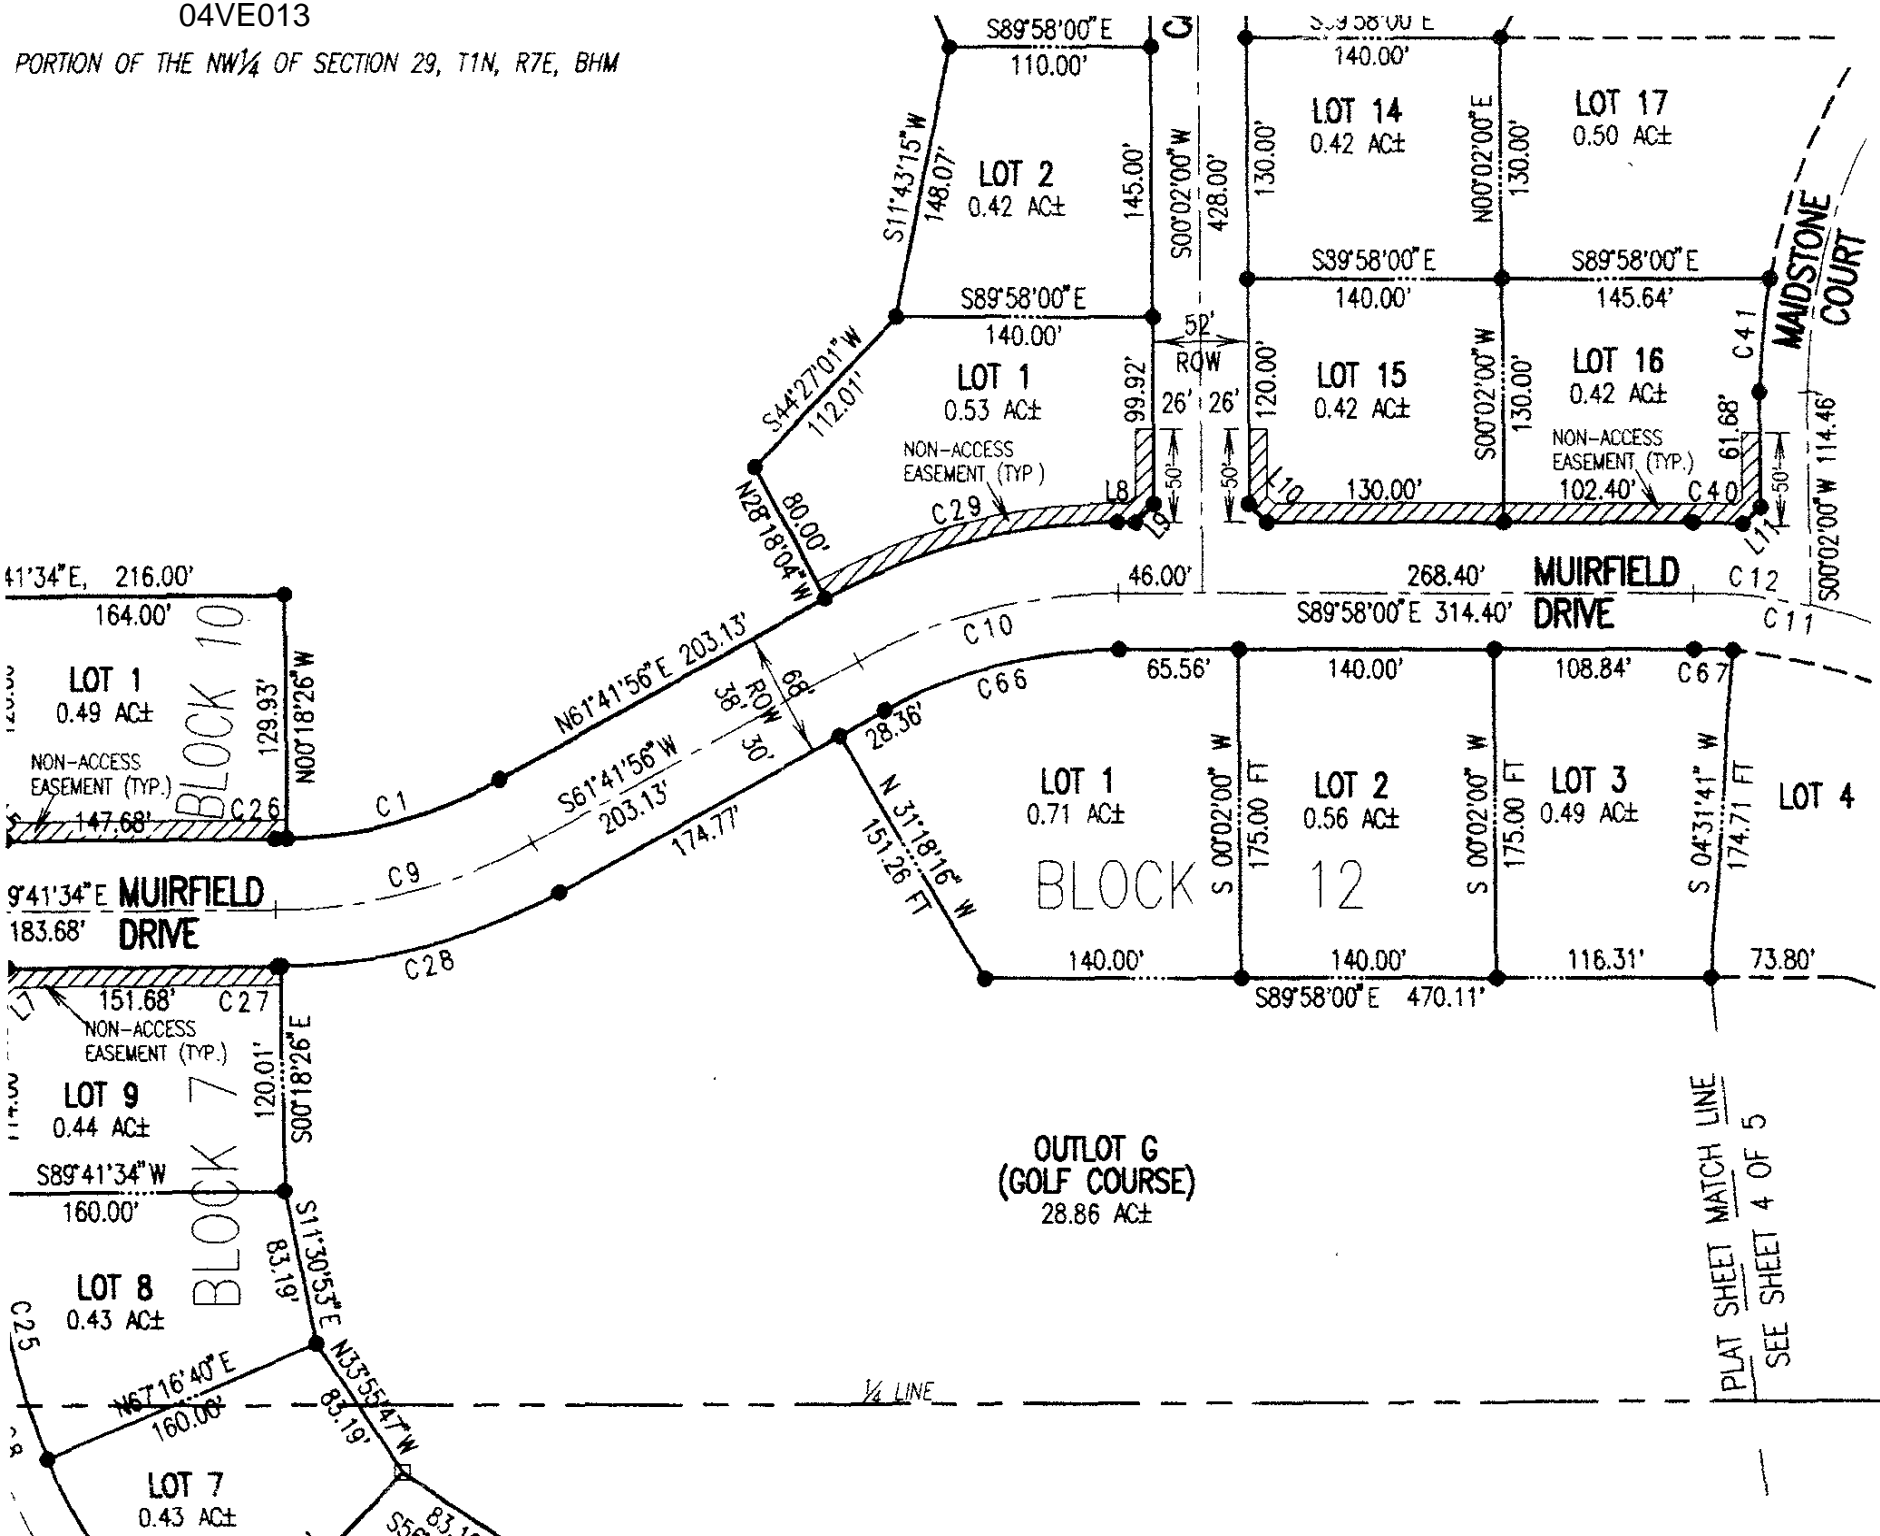 04VE013
PORTION OF THE NW¼ OF SECTION 29, T1N, R7E, BHM
S89°58'00"E
110.00'
S11°43'15"W
148.07'
LOT 2
0.42 AC±
145.00'
S00°02'00"W
428.00'
140.00'
LOT 14
0.42 AC±
130.00'
N00°02'00"E
130.00'
LOT 17
0.50 AC±
MAIDSTONE
COURT
S89°58'00"E
140.00'
S44°27'01"W
112.01'
LOT 1
0.53 AC±
99.92'
52'
ROW
26'
26'
S89°58'00"E
140.00'
S89°58'00"E
145.64'
120.00'
LOT 15
0.42 AC±
S00°02'00"W
130.00'
LOT 16
0.42 AC±
C41
61.68'
S00°02'00"W 114.46'
NON-ACCESS
EASEMENT (TYP.)
C29
L8
L9
50'
50'
L10
130.00'
NON-ACCESS
EASEMENT (TYP.)
102.40'
C40
50'
L11
N28°18'04"W
80.00'
46.00'
268.40'
S89°58'00"E 314.40'
MUIRFIELD
DRIVE
C12
C11
41'34"E, 216.00'
164.00'
LOT 1
0.49 AC±
BLOCK 10
129.93'
N00°18'26"W
NON-ACCESS
EASEMENT (TYP.)
147.68'
C26
C1
N61°41'56"E 203.13'
68'
ROW
38'
30'
S61°41'56"W
203.13'
C10
C66
28.36'
174.77'
65.56'
140.00'
108.84'
C67
C9
9°41'34"E
183.68'
MUIRFIELD
DRIVE
C28
N 31°18'16" W
151.26 FT
LOT 1
0.71 AC±
S 00°02'00" W
175.00 FT
LOT 2
0.56 AC±
S 00°02'00" W
175.00 FT
LOT 3
0.49 AC±
S 04°31'41" W
174.71 FT
LOT 4
BLOCK 12
140.00'
140.00'
116.31'
73.80'
S89°58'00"E 470.11'
L7
151.68'
C27
NON-ACCESS
EASEMENT (TYP.)
LOT 9
0.44 AC±
BLOCK 7
120.01'
S00°18'26"E
S89°41'34"W
160.00'
LOT 8
0.43 AC±
S11°30'53"E
83.19'
C25
N67°16'40"E
160.00'
N33°55'47"W
83.19'
LOT 7
0.43 AC±
OUTLOT G
(GOLF COURSE)
28.86 AC±
¼ LINE
PLAT SHEET MATCH LINE
SEE SHEET 4 OF 5